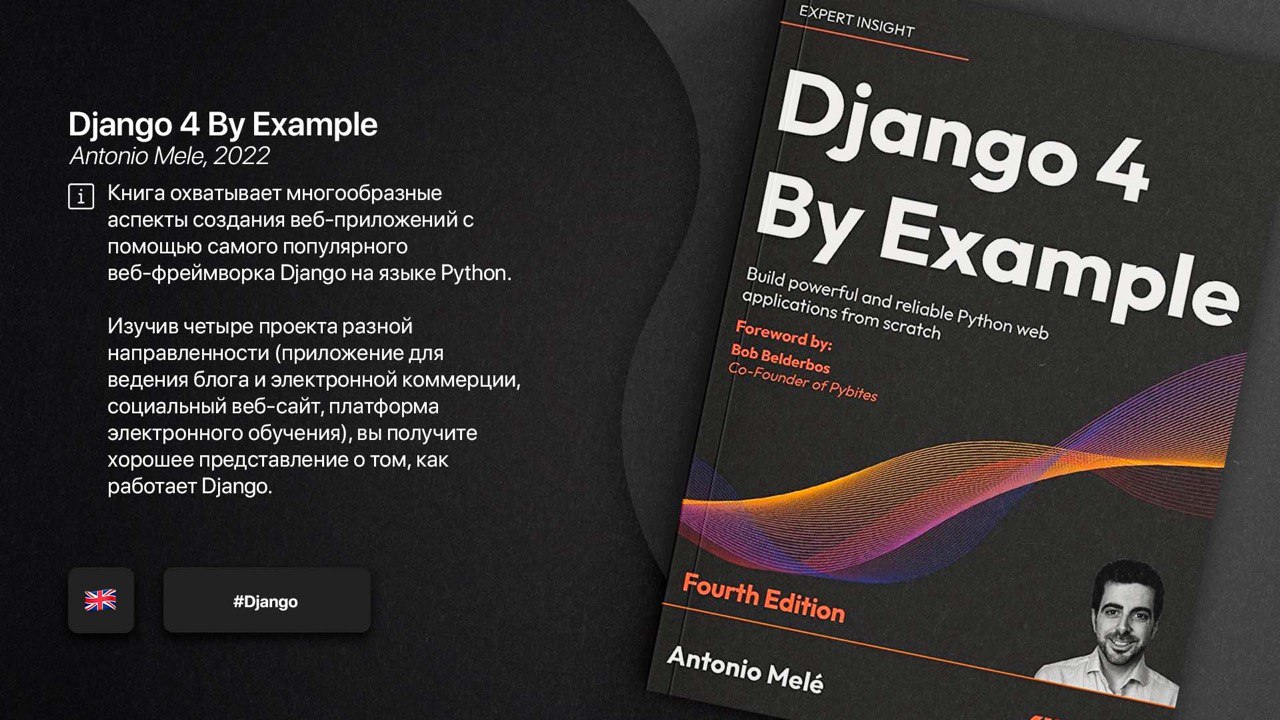 Django 4 By Example
Antonio Mele, 2022
Книга охватывает многообразные
аспекты создания веб-приложений с
помощью самого популярного
веб-фреймворка Django на языке Python.
Изучив четыре проекта разной
направленности (приложение для
ведения блога и электронной коммерции,
социальный веб-сайт, платформа
электронного обучения), вы получите
хорошее представление о том, как
работает Django.
#Django
EXPERT INSIGHT
Django 4
By Example
Build powerful and reliable Python web
applications from scratch
Foreword by:
Bob Belderbos
Co-Founder of Pybites
Fourth Edition
Antonio Melé